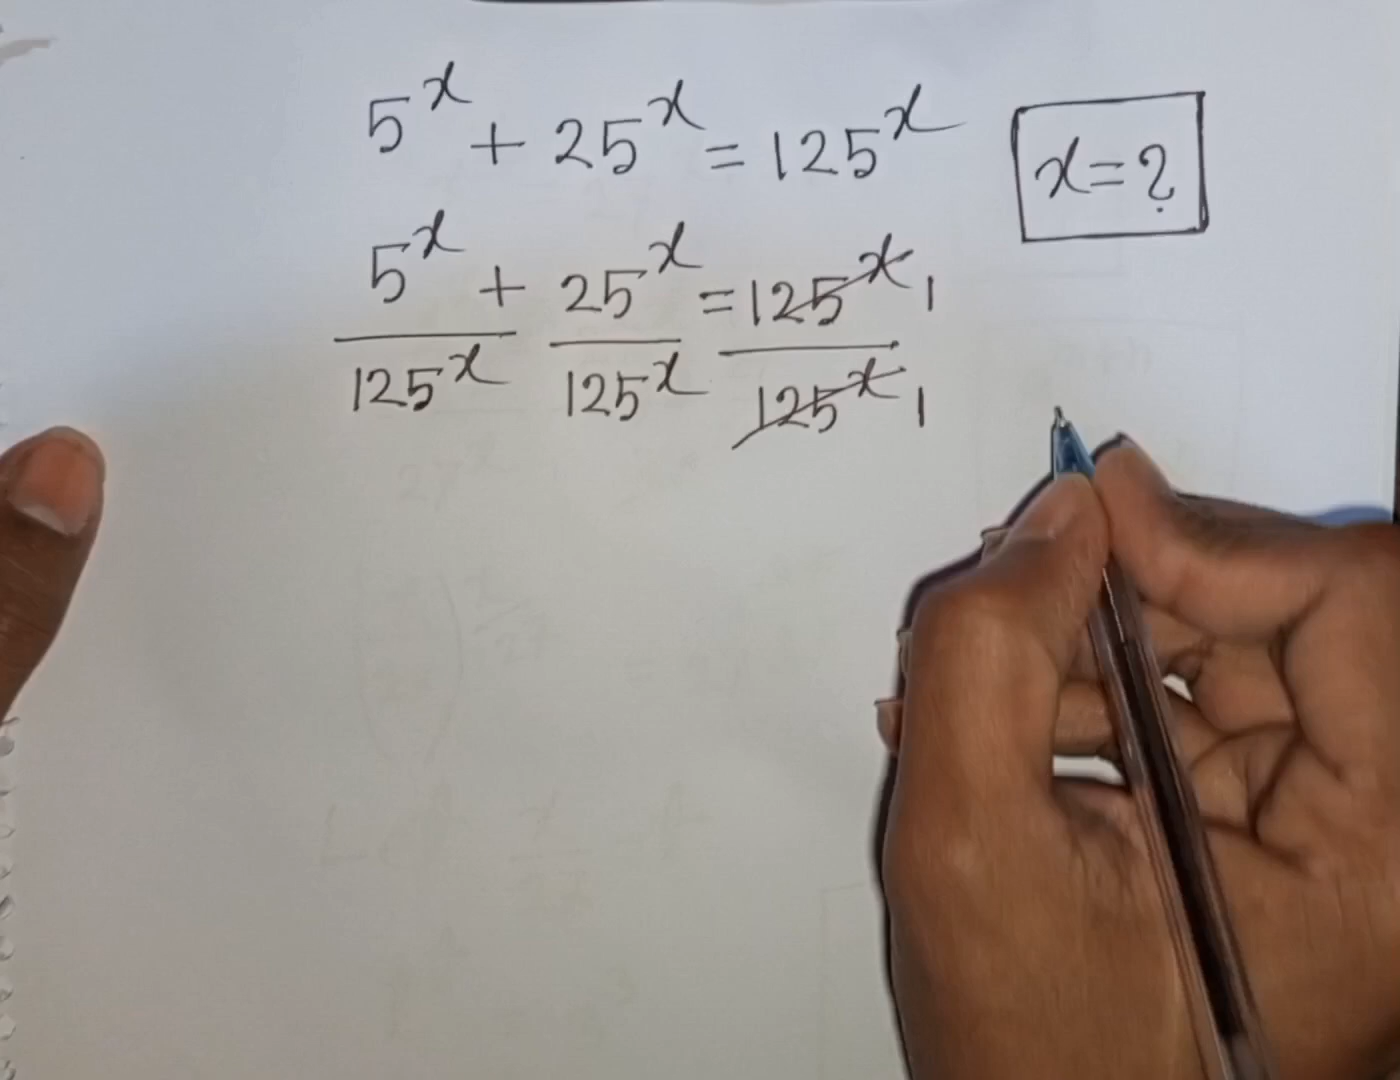 5^x + 25^x = 125^x
x = ?
5^x/125^x + 25^x/125^x = 125^x/125^x 1/1